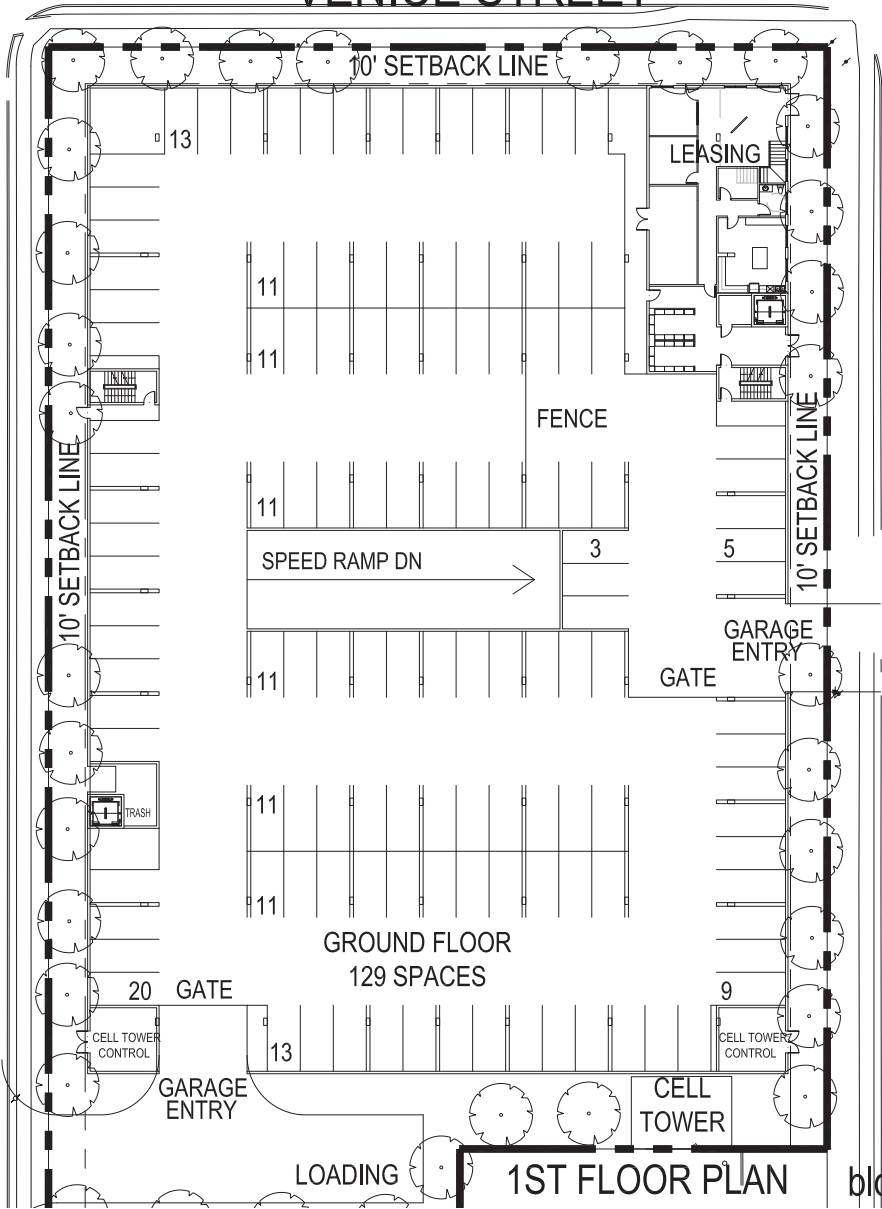 VENICE STREET
10' SETBACK LINE
13
LEASING
11
11
FENCE
10' SETBACK LINE
10' SETBACK LINE
11
SPEED RAMP DN
3
5
GARAGE
ENTRY
GATE
11
11
TRASH
11
GROUND FLOOR
129 SPACES
20
GATE
9
CELL TOWER
CONTROL
13
CELL TOWER
CONTROL
GARAGE
ENTRY
CELL
TOWER
LOADING
1ST FLOOR PLAN